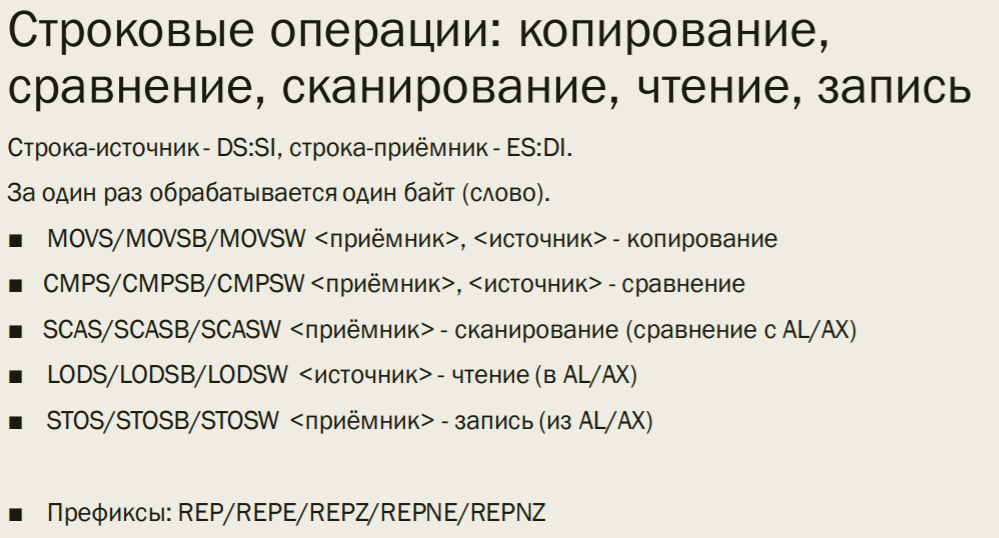 Строковые операции: копирование,
сравнение, сканирование, чтение, запись
Строка-источник - DS:SI, строка-приёмник - ES:DI.
За один раз обрабатывается один байт (слово).
■ MOVS/MOVSB/MOVSW <приёмник>, <источник> - копирование
■ CMPS/CMPSB/CMPSW <приёмник>, <источник> - сравнение
■ SCAS/SCASB/SCASW <приёмник> - сканирование (сравнение с AL/AX)
■ LODS/LODSB/LODSW <источник> - чтение (в AL/AX)
■ STOS/STOSB/STOSW <приёмник> - запись (из AL/AX)
■ Префиксы: REP/REPE/REPZ/REPNE/REPNZ